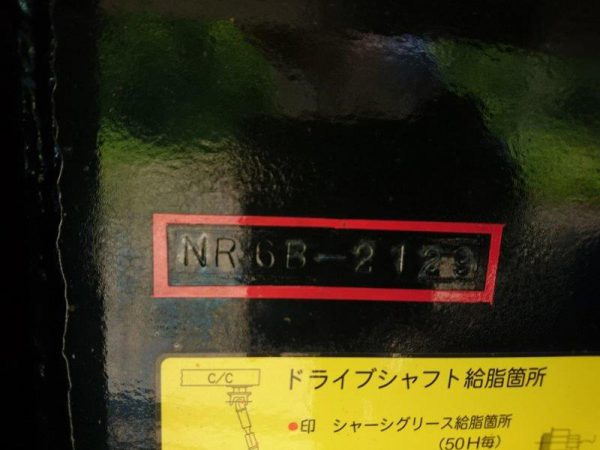 NR6B-2129
C/C
ドライブシャフト給脂箇所
●印 シャーシグリース給脂箇所
(50H毎)